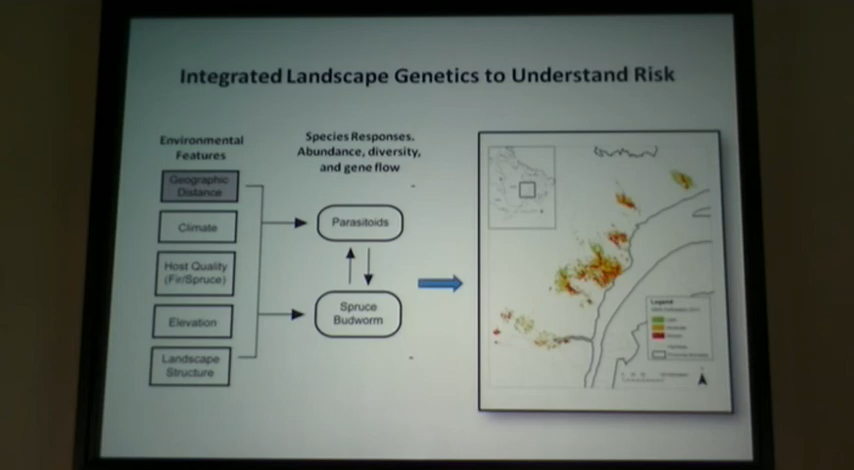 Integrated Landscape Genetics to Understand Risk
Environmental
Features
Species Responses.
Abundance, diversity,
and gene flow
Geographic
Distance
Climate
Host Quality
(Fir/Spruce)
Elevation
Landscape
Structure
Parasitoids
Spruce
Budworm
Legend